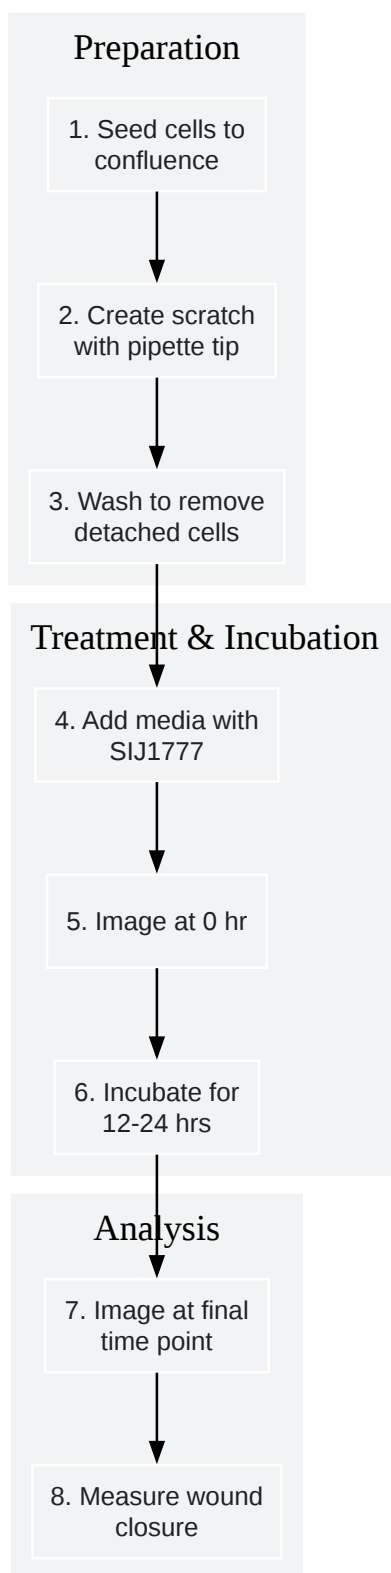 Preparation
1. Seed cells to
confluence
2. Create scratch
with pipette tip
3. Wash to remove
detached cells
Treatment & Incubation
4. Add media with
SIJ1777
5. Image at 0 hr
6. Incubate for
12-24 hrs
Analysis
7. Image at final
time point
8. Measure wound
closure